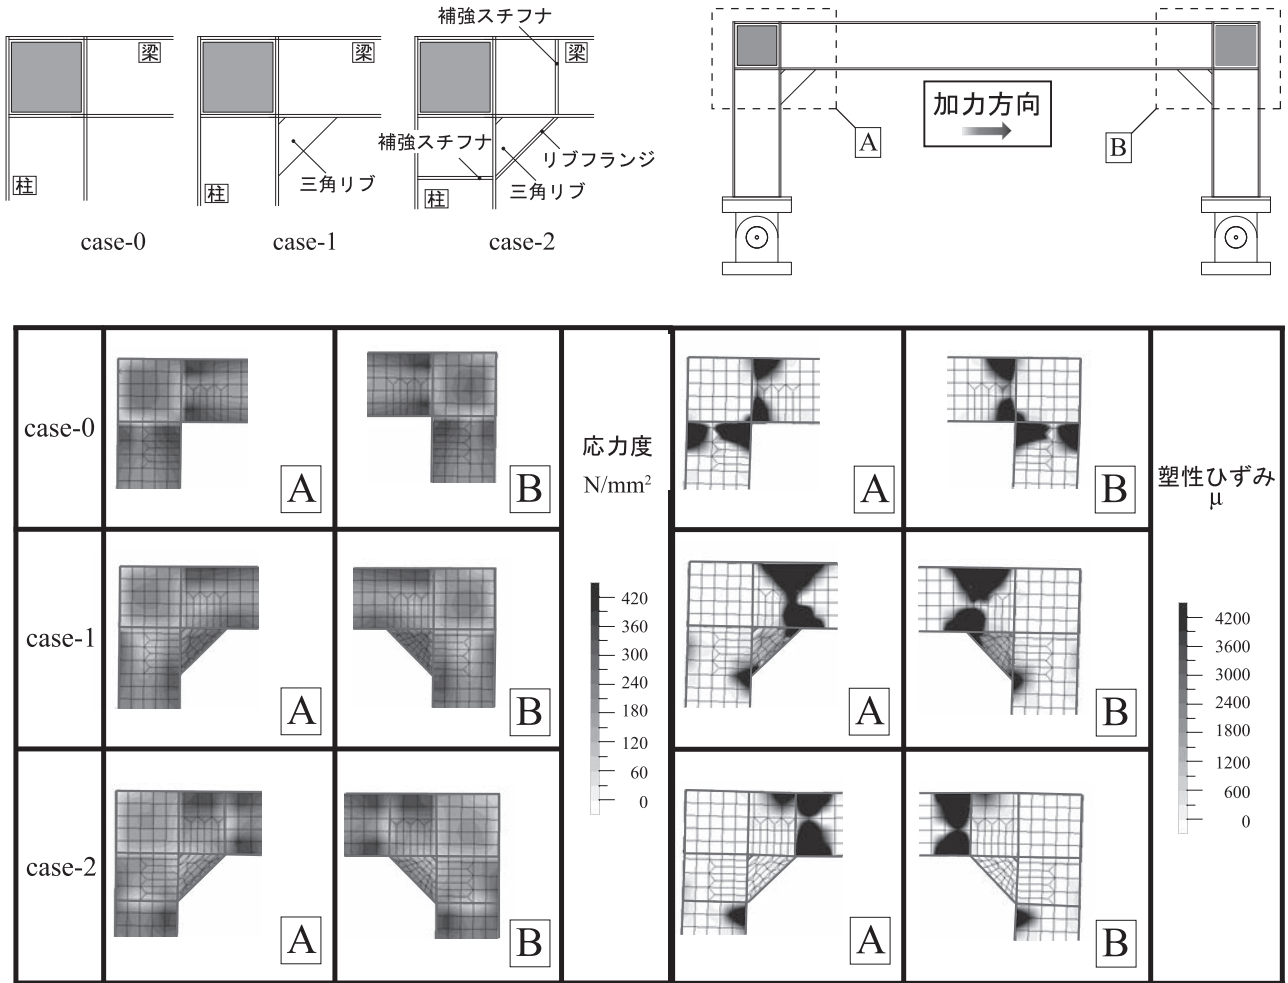 補強スチフナ
梁
梁
梁
補強スチフナ
リブフランジ
三角リブ
三角リブ
柱
柱
柱
case-0
case-1
case-2
加力方向
A
B
case-0
A
B
応力度
N/mm²
A
B
塑性ひずみ
μ
case-1
A
B
420
360
300
240
180
120
60
0
A
B
4200
3600
3000
2400
1800
1200
600
0
case-2
A
B
A
B